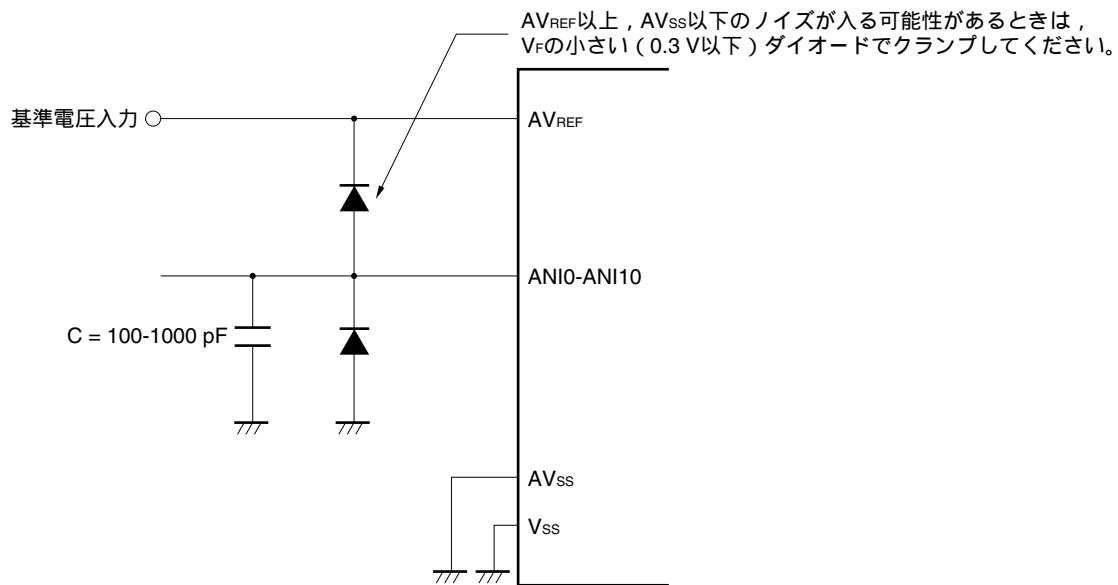 AVREF以上，AVSS以下のノイズが入る可能性があるときは，
VFの小さい（0.3 V以下）ダイオードでクランプしてください。
基準電圧入力
AVREF
ANI0-ANI10
C = 100-1000 pF
AVSS
VSS